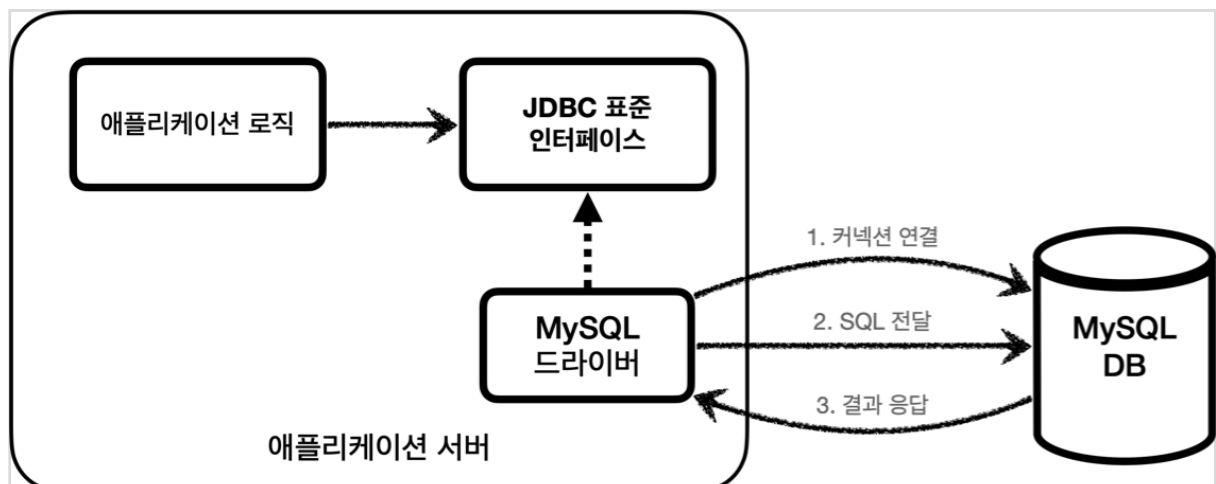 애플리케이션 로직
JDBC 표준
인터페이스
1. 커넥션 연결
MySQL
드라이버
2. SQL 전달
MySQL
DB
3. 결과 응답
애플리케이션 서버